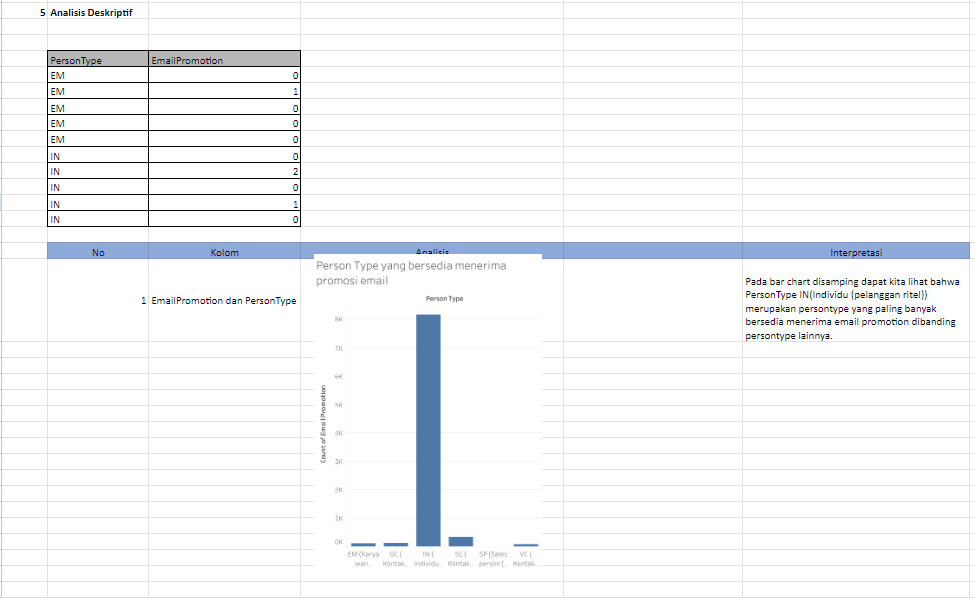 5 Analisis Deskriptif
PersonType EmailPromotion
EM 0
EM 1
EM 0
EM 0
EM 0
IN 0
IN 2
IN 0
IN 1
IN 0
No Kolom Analisis Interpretasi
1 EmailPromotion dan PersonType
Person Type yang bersedia menerima
promosi email
Person Type
Count of Email Promotion
8K
7K
6K
5K
4K
3K
2K
1K
0K
EM (Karya GC ( IN ( SC ( SP (Sales VC (
wan.. Kontak.. Individu.. Kontak.. person (.. Kontak..
Pada bar chart disamping dapat kita lihat bahwa
PersonType IN(Individu (pelanggan ritel))
merupakan persontype yang paling banyak
bersedia menerima email promotion dibanding
persontype lainnya.